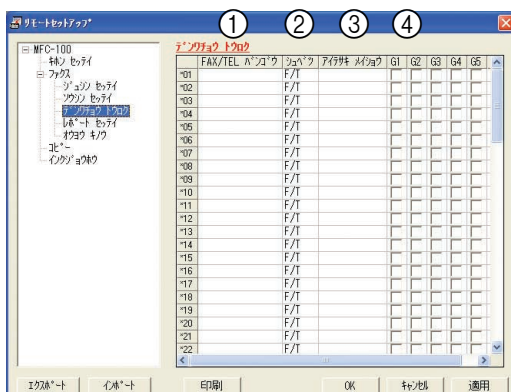 ① ② ③ ④
リモートセットアップ
MFC-100
キホン セッテイ
ファクス
ジュシン セッテイ
ソウシン セッテイ
デンワチョウ トウロク
レポート セッテイ
オウヨウ キノウ
コピー
インクジョウホウ
デンワチョウ トウロク
FAX/TEL バンゴウ シュベツ アイテサキ メイショウ G1 G2 G3 G4 G5
*01 F/T
*02 F/T
*03 F/T
*04 F/T
*05 F/T
*06 F/T
*07 F/T
*08 F/T
*09 F/T
*10 F/T
*11 F/T
*12 F/T
*13 F/T
*14 F/T
*15 F/T
*16 F/T
*17 F/T
*18 F/T
*19 F/T
*20 F/T
*21 F/T
*22 F/T
エクスポート インポート 印刷 OK キャンセル 適用